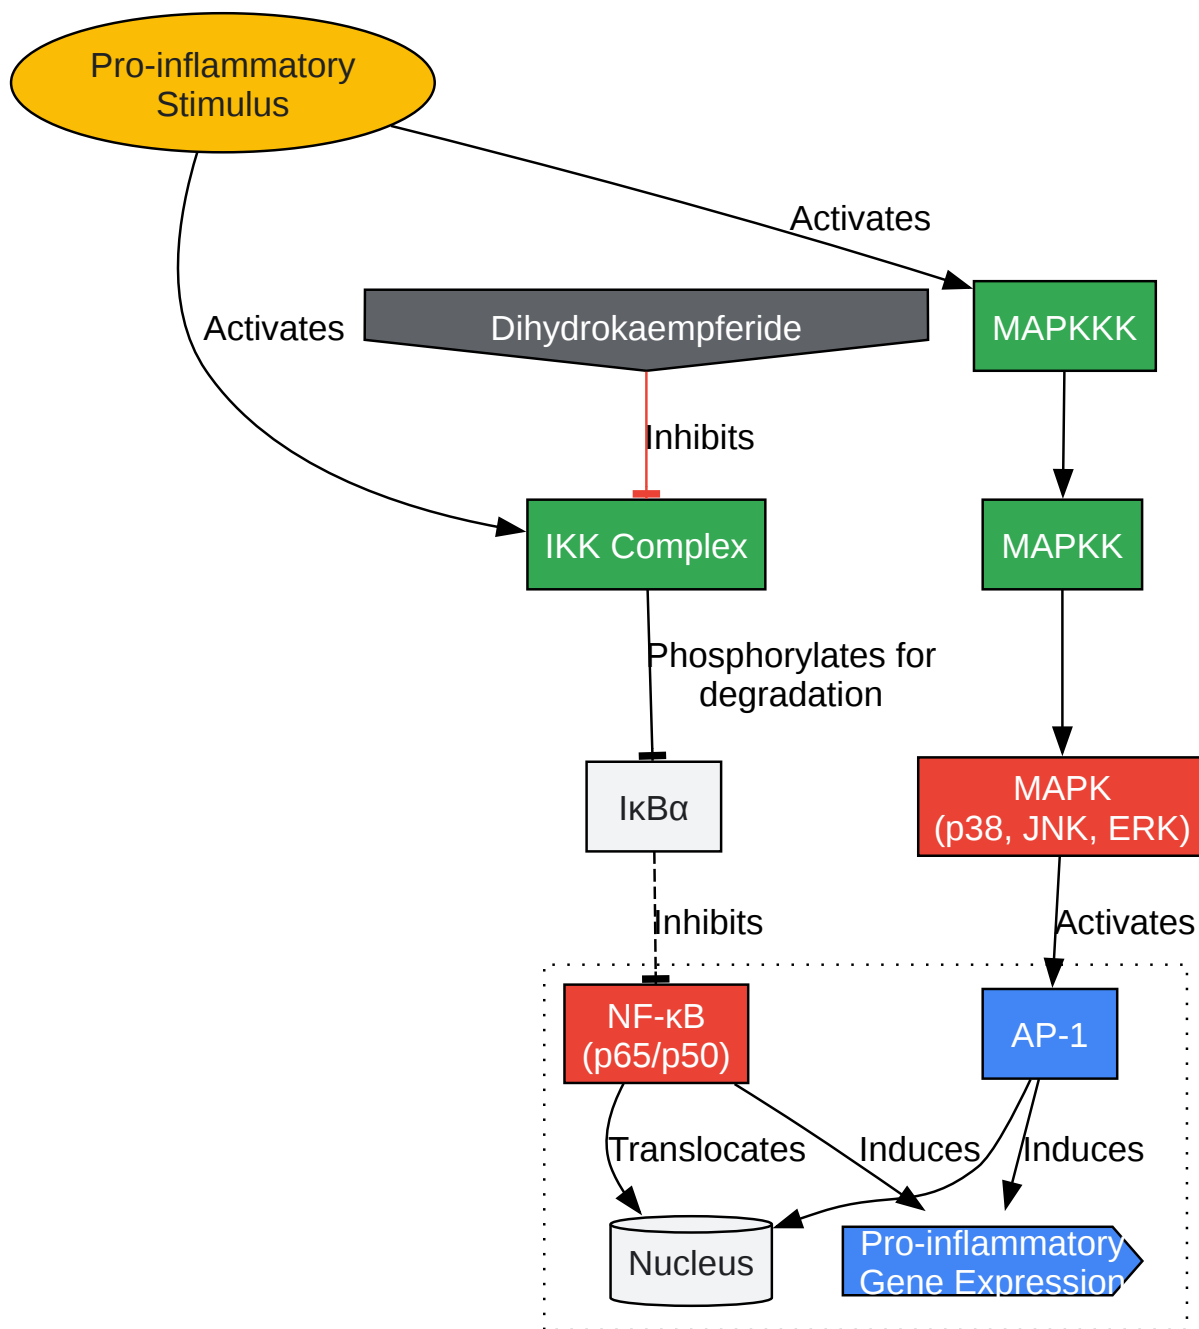 Pro-inflammatory
Stimulus
Activates
Activates
Dihydrokaempferide
MAPKKK
Inhibits
IKK Complex
MAPKK
Phosphorylates for
degradation
IκBα
MAPK
(p38, JNK, ERK)
Inhibits
Activates
NF-κB
(p65/p50)
AP-1
Translocates
Induces
Induces
Nucleus
Pro-inflammatory
Gene Expression